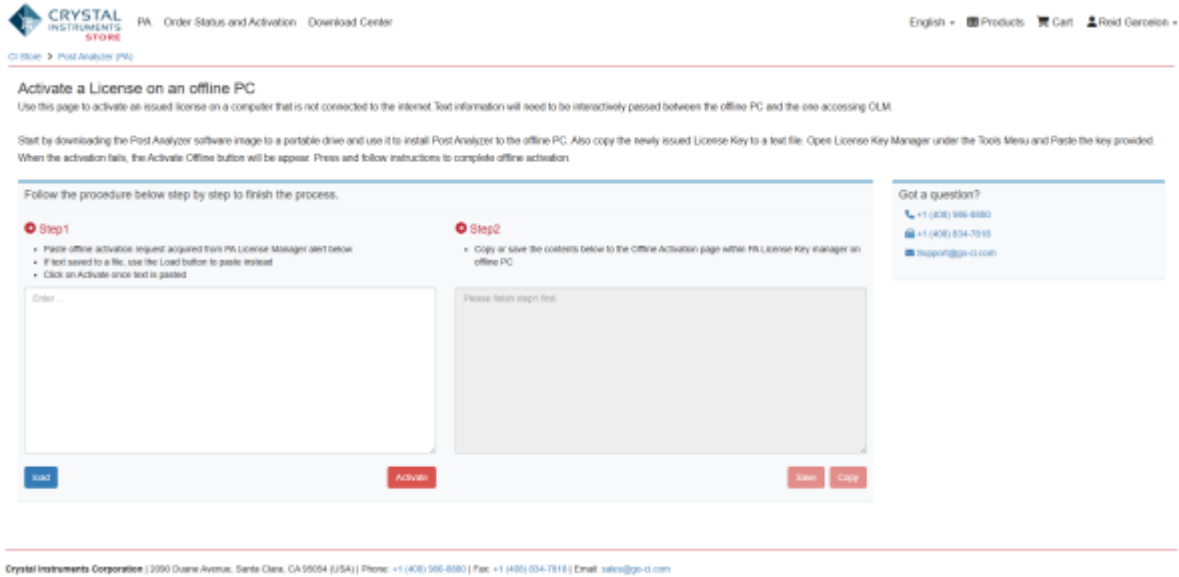 CRYSTAL
INSTRUMENTS
STORE
PA Order Status and Activation Download Center
English Products Cart Reid Garcelon
CI Store > Post Analyzer (PA)
Activate a License on an offline PC
Use this page to activate an issued license on a computer that is not connected to the internet.Text information will need to be interactively passed between the offline PC and the one accessing OLM.
Start by downloading the Post Analyzer software image to a portable drive and use it to install Post Analyzer to the offline PC. Also copy the newly issued License Key to a text file. Open License Key Manager under the Tools Menu and Paste the key provided.
When the activation fails, the Activate Offline button will be appear. Press and follow instructions to complete offline activation.
Follow the procedure below step by step to finish the process.
Step1
• Paste offline activation request acquired from PA License Manager alert below
• If text saved to a file, use the Load button to paste instead
• Click on Activate once text is pasted
Enter ...
load
Activate
Step2
• Copy or save the contents below to the Offline Activation page within PA License Key manager on
offline PC
Please finish step1 first
Save
Copy
Got a question?
+1 (408) 986-8880
+1 (408) 834-7818
Support@go-ci.com
Crystal Instruments Corporation | 2090 Duane Avenue, Santa Clara, CA 95054 (USA) | Phone: +1 (408) 986-8880 | Fax: +1 (408) 834-7818 | Email: sales@go-ci.com